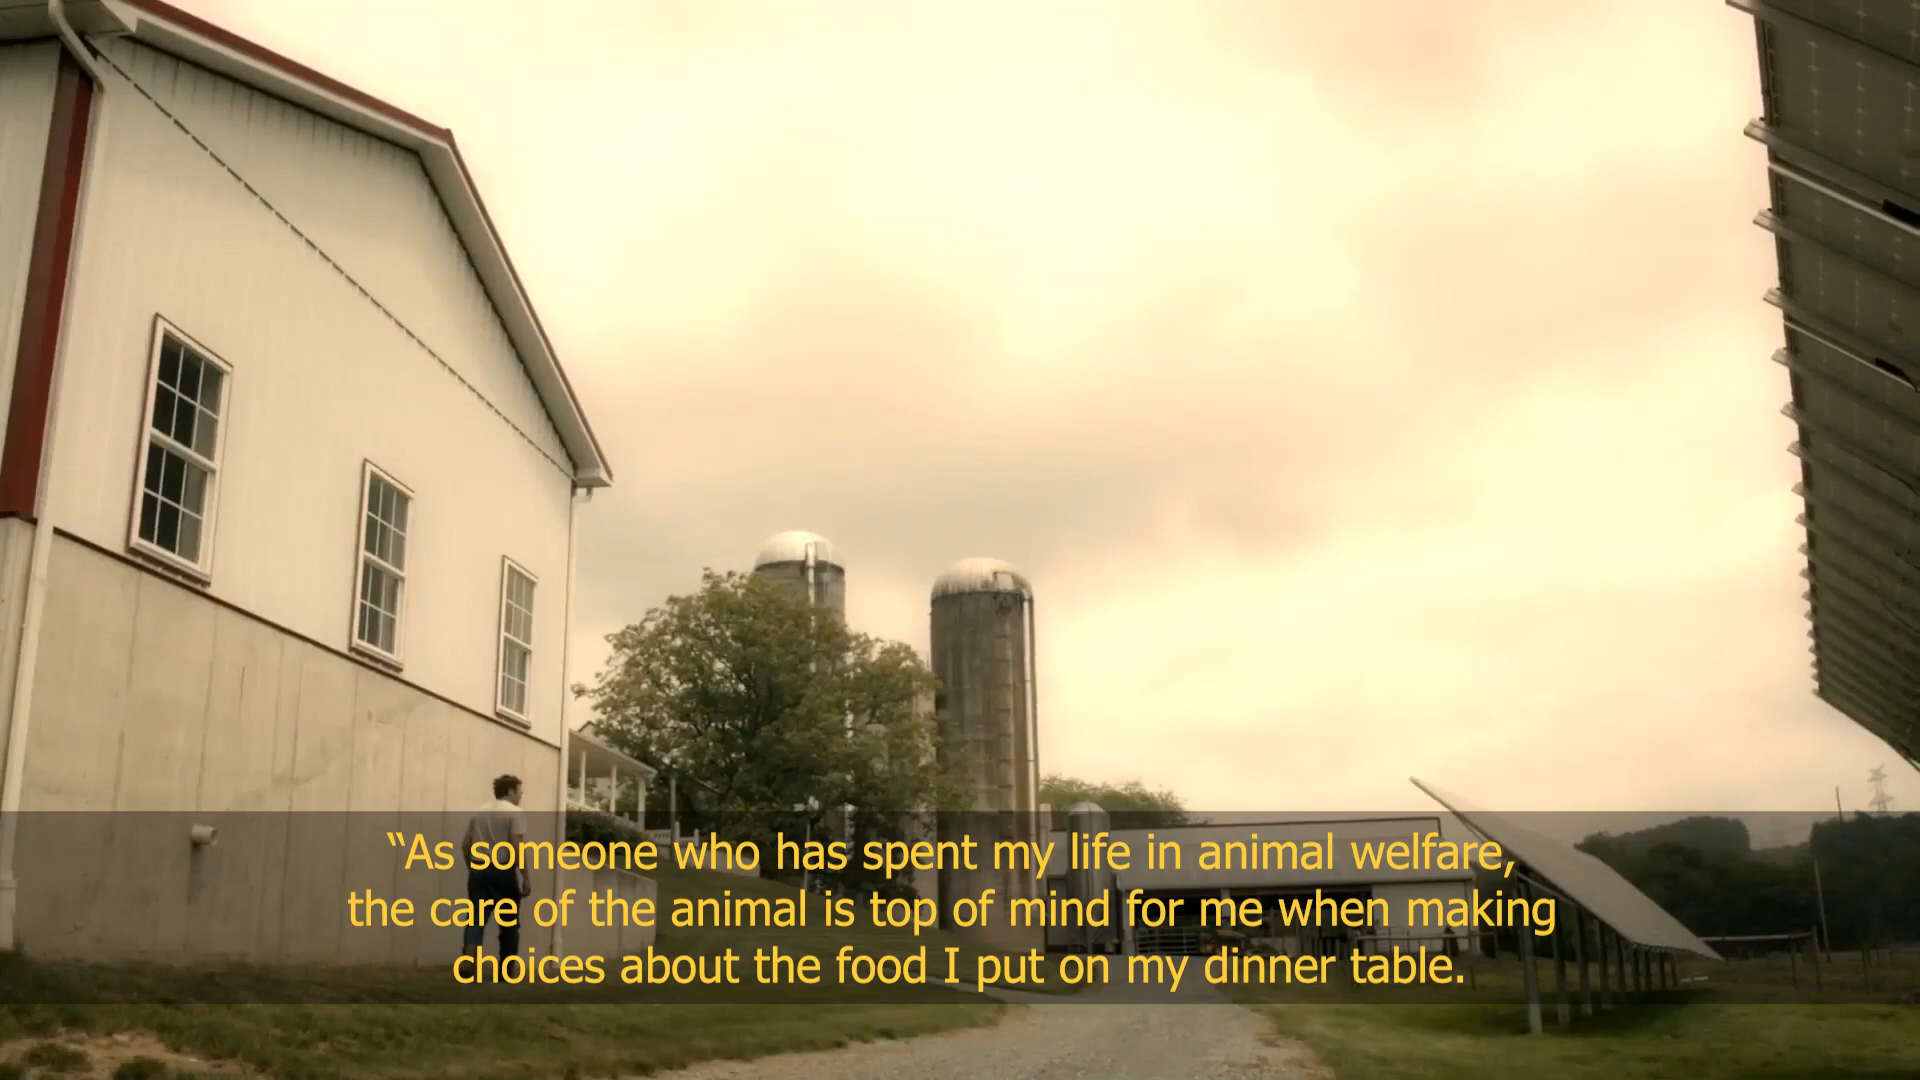 “As someone who has spent my life in animal welfare,
the care of the animal is top of mind for me when making
choices about the food I put on my dinner table.